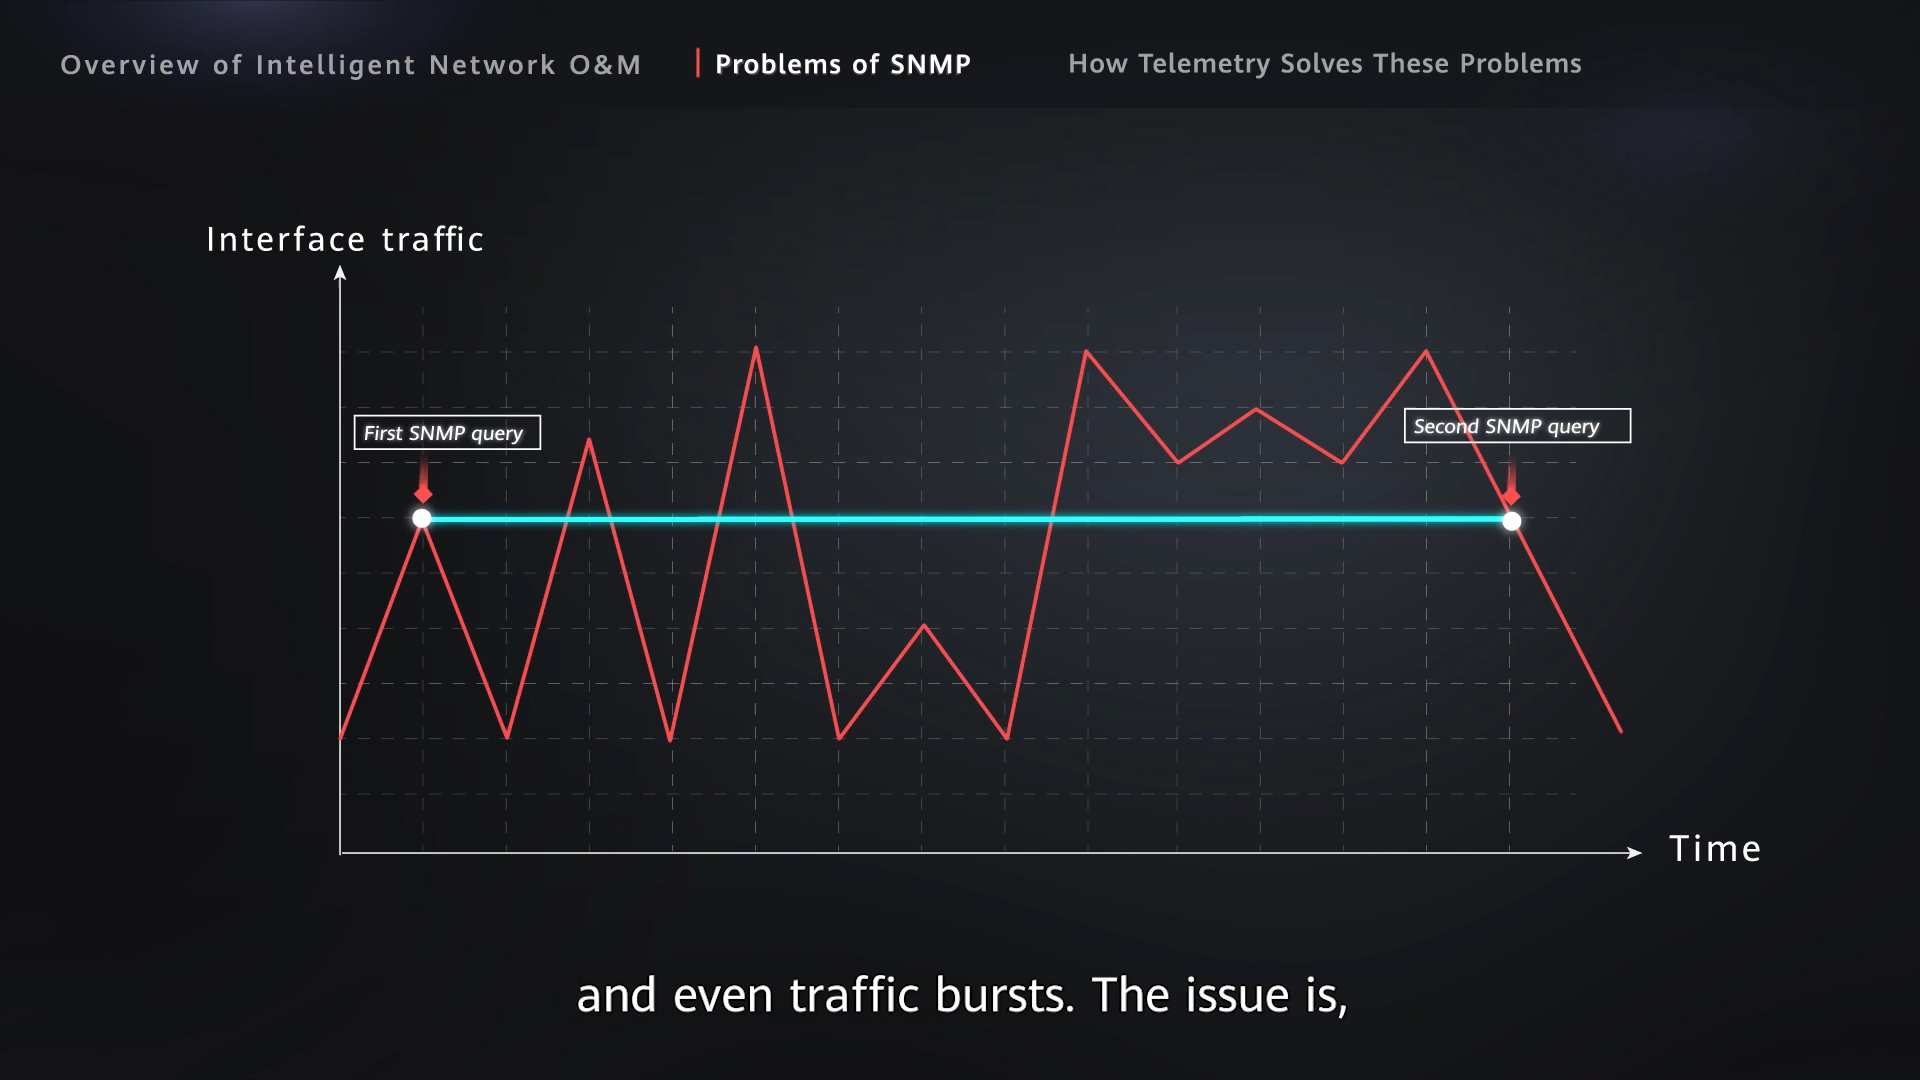 Overview of Intelligent Network O&M
Problems of SNMP
How Telemetry Solves These Problems
Interface traffic
First SNMP query
Second SNMP query
Time
and even traffic bursts. The issue is,